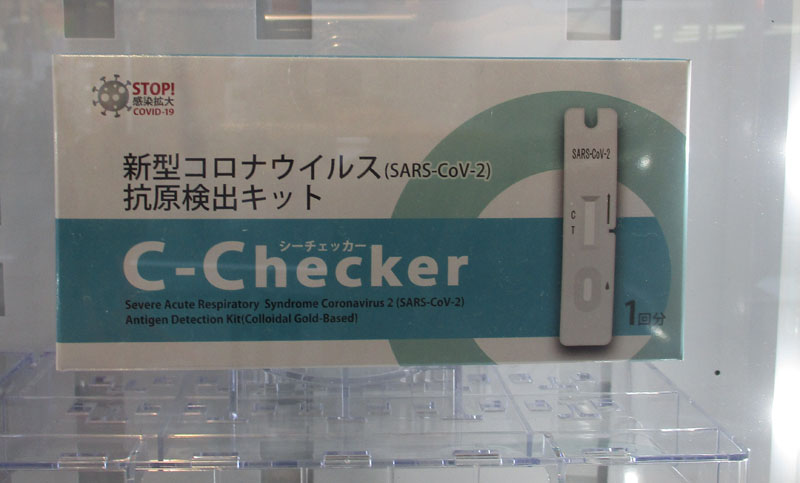 STOP!
感染拡大
COVID-19
新型コロナウイルス(SARS-CoV-2)
抗原検出キット
シーチェッカー
C-Checker
Severe Acute Respiratory Syndrome Coronavirus 2 (SARS-CoV-2)
Antigen Detection Kit(Colloidal Gold-Based)
SARS-CoV-2
C
T
1回分